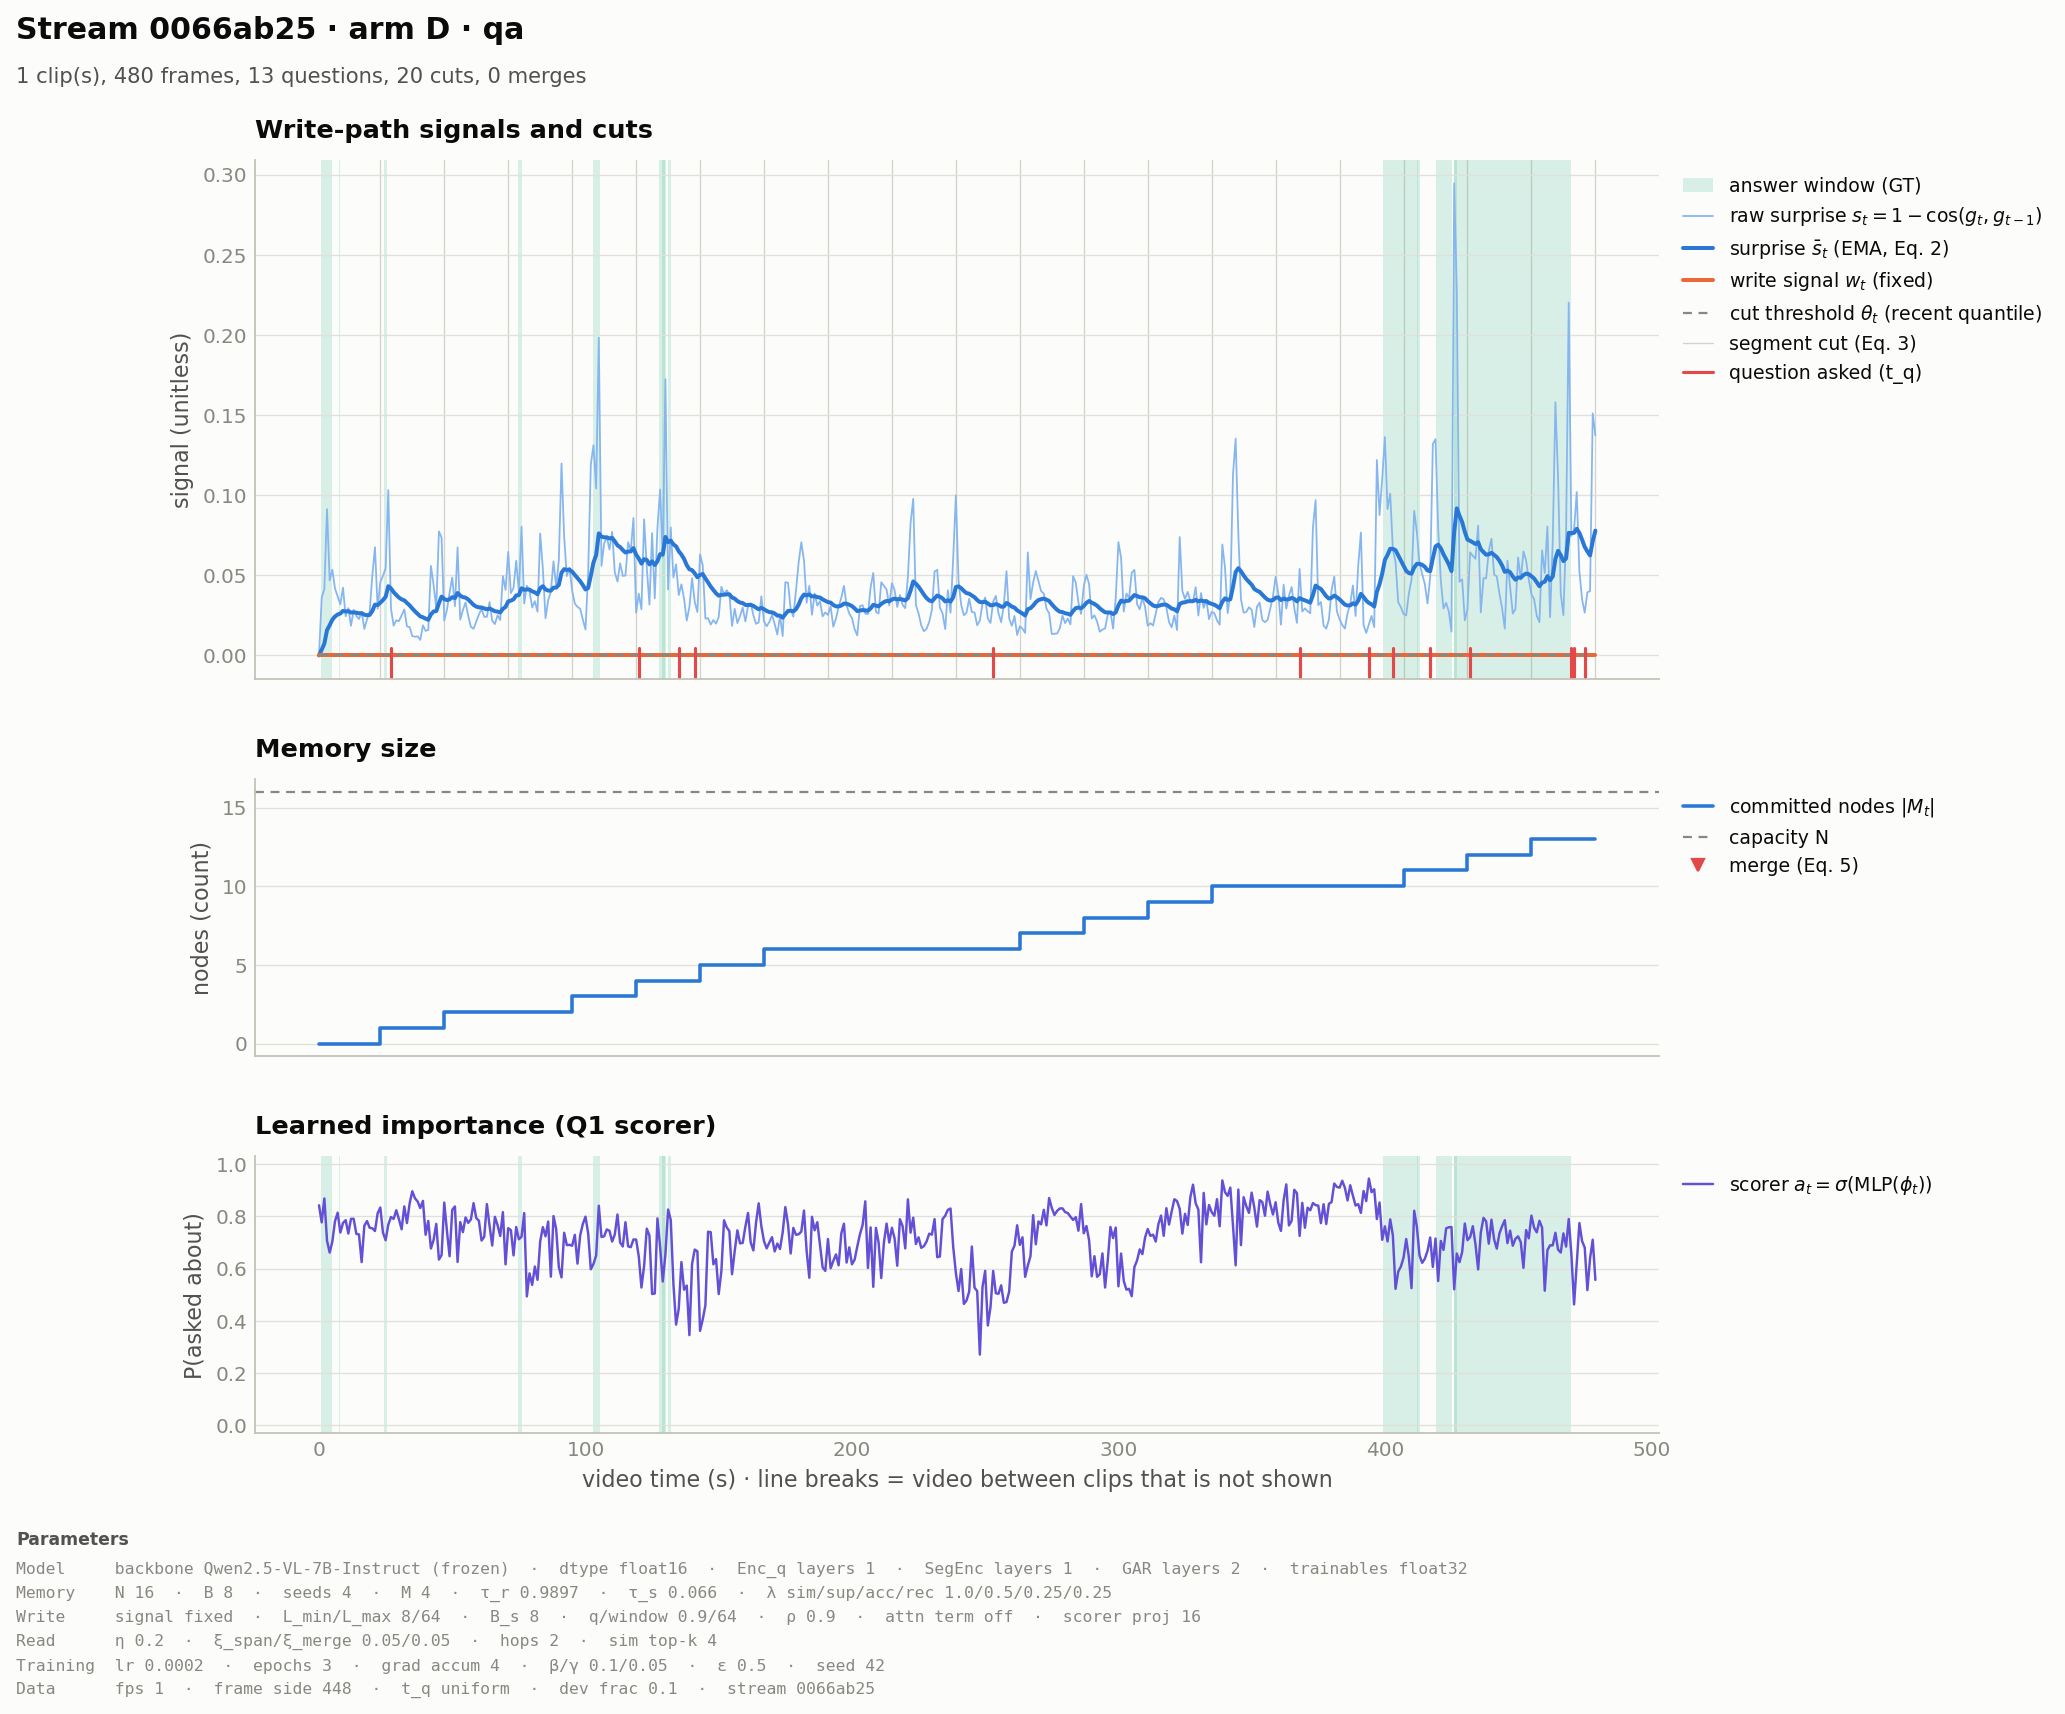 Stream 0066ab25 · arm D · qa
1 clip(s), 480 frames, 13 questions, 20 cuts, 0 merges
Write-path signals and cuts
0.30
0.25
0.20
0.15
0.10
0.05
0.00
signal (unitless)
answer window (GT)
raw surprise s_t = 1 − cos(g_t, g_{t−1})
surprise s̄_t (EMA, Eq. 2)
write signal w_t (fixed)
cut threshold θ_t (recent quantile)
segment cut (Eq. 3)
question asked (t_q)
Memory size
15
10
5
0
nodes (count)
committed nodes |M_t|
capacity N
merge (Eq. 5)
Learned importance (Q1 scorer)
1.0
0.8
0.6
0.4
0.2
0.0
P(asked about)
scorer a_t = σ(MLP(ϕ_t))
0 100 200 300 400 500
video time (s) · line breaks = video between clips that is not shown
Parameters
Model backbone Qwen2.5-VL-7B-Instruct (frozen) · dtype float16 · Enc_q layers 1 · SegEnc layers 1 · GAR layers 2 · trainables float32
Memory N 16 · B 8 · seeds 4 · M 4 · τ_r 0.9897 · τ_s 0.066 · λ sim/sup/acc/rec 1.0/0.5/0.25/0.25
Write signal fixed · L_min/L_max 8/64 · B_s 8 · q/window 0.9/64 · ρ 0.9 · attn term off · scorer proj 16
Read η 0.2 · ξ_span/ξ_merge 0.05/0.05 · hops 2 · sim top-k 4
Training lr 0.0002 · epochs 3 · grad accum 4 · β/γ 0.1/0.05 · ε 0.5 · seed 42
Data fps 1 · frame side 448 · t_q uniform · dev frac 0.1 · stream 0066ab25